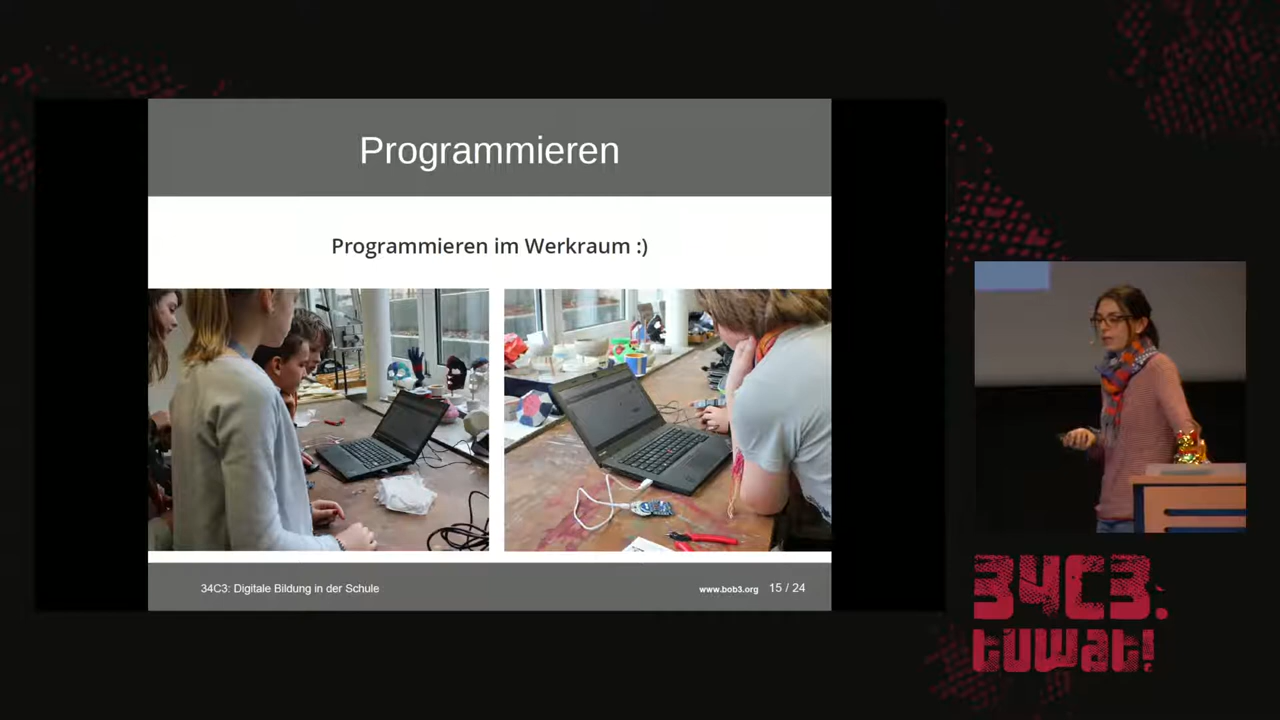 Programmieren
Programmieren im Werkraum :)
34C3: Digitale Bildung in der Schule
www.bob3.org
15 / 24
34C3:
tuwat!